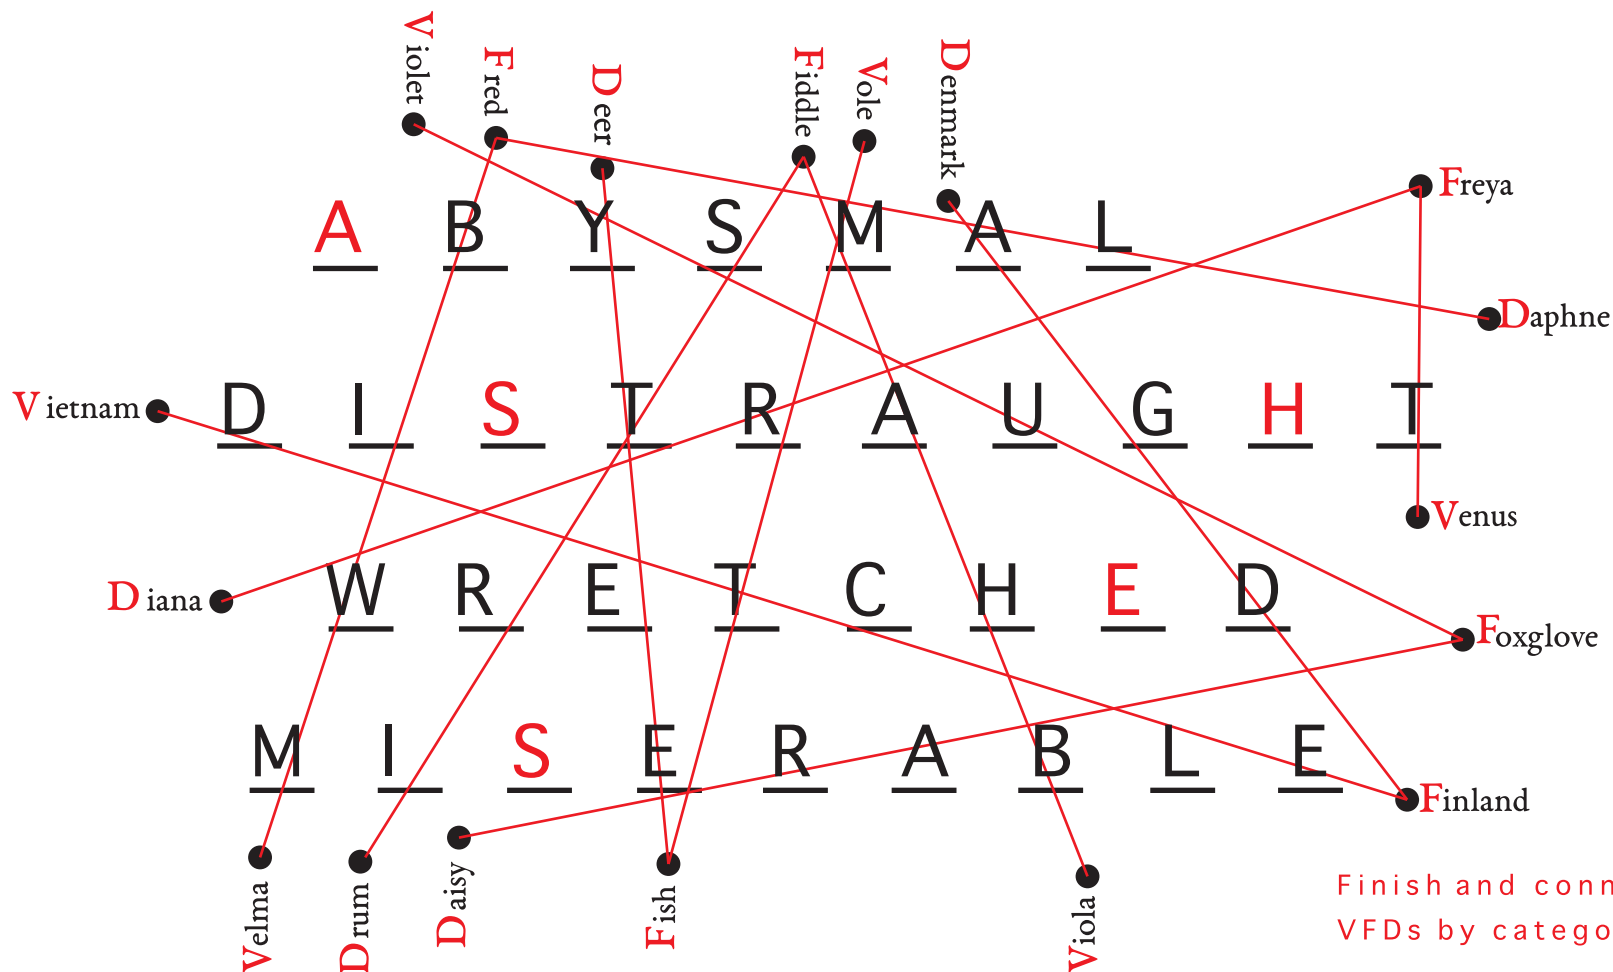 Violet
Fred
Deer
Fiddle
Vole
Denmark
Freya
A B Y S M A L
Daphne
Vietnam
D I S T R A U G H T
Venus
Diana
W R E T C H E D
Foxglove
M I S E R A B L E
Finland
Velma
Drum
Daisy
Fish
Viola
Finish and conn
VFDs by catego